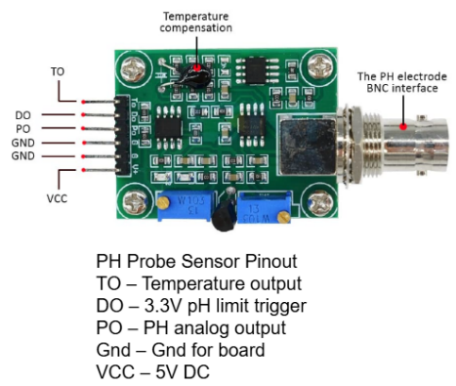 Temperature
compensation
TO
The PH electrode
BNC interface
DO
PO
GND
GND
VCC
PH Probe Sensor Pinout
TO – Temperature output
DO – 3.3V pH limit trigger
PO – PH analog output
Gnd – Gnd for board
VCC – 5V DC